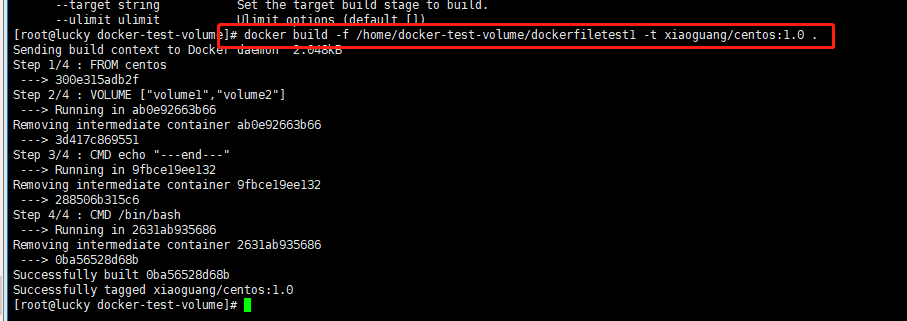 --target string Set the target build stage to build.
--ulimit ulimit Ulimit options (default [])
[root@lucky docker-test-volume]# docker build -f /home/docker-test-volume/dockerfiletest1 -t xiaoguang/centos:1.0 .
Sending build context to Docker daemon 2.048kB
Step 1/4 : FROM centos
---> 300e315adb2f
Step 2/4 : VOLUME ["volume1","volume2"]
---> Running in ab0e92663b66
Removing intermediate container ab0e92663b66
---> 3d417c869551
Step 3/4 : CMD echo "---end---"
---> Running in 9fbce19ee132
Removing intermediate container 9fbce19ee132
---> 288506b315c6
Step 4/4 : CMD /bin/bash
---> Running in 2631ab935686
Removing intermediate container 2631ab935686
---> 0ba56528d68b
Successfully built 0ba56528d68b
Successfully tagged xiaoguang/centos:1.0
[root@lucky docker-test-volume]#